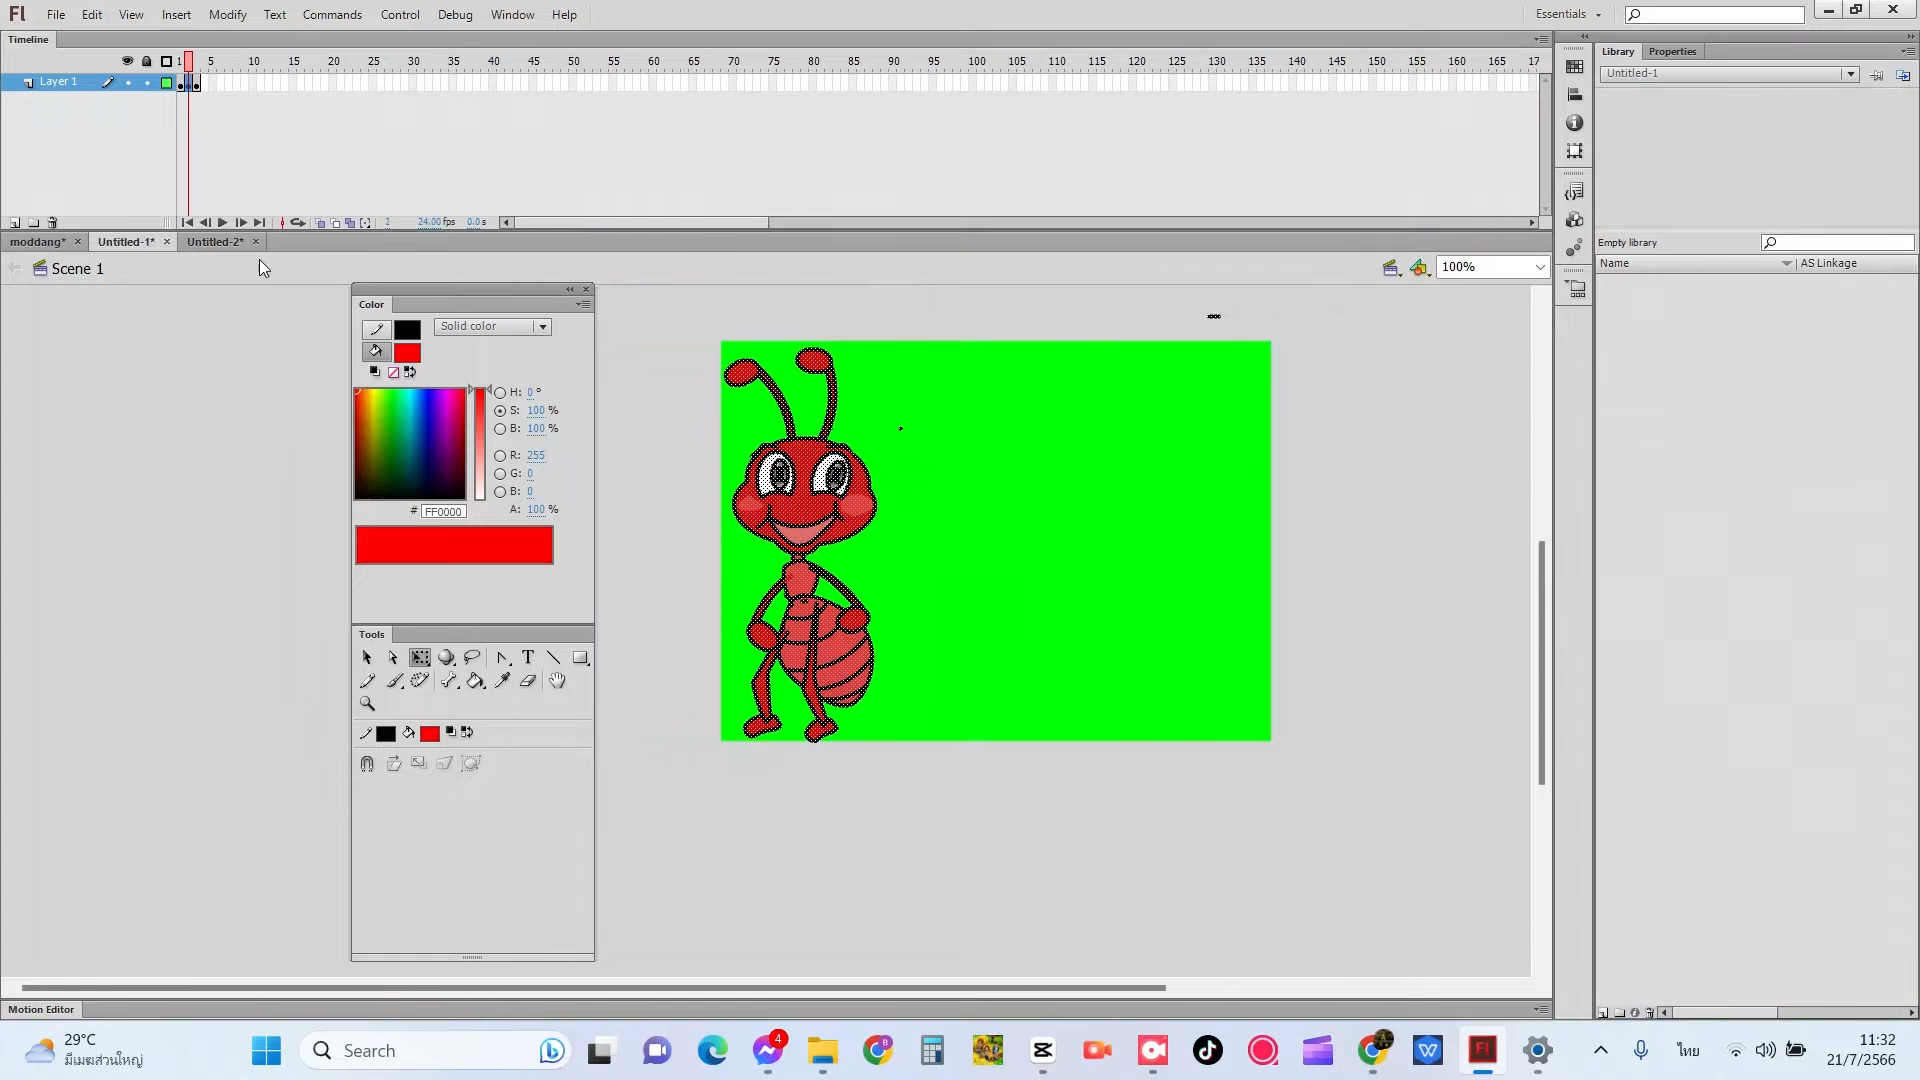 Fl File Edit View Insert Modify Text Commands Control Debug Window Help Essentials
Timeline
1 5 10 15 20 25 30 35 40 45 50 55 60 65 70 75 80 85 90 95 100 105 110 115 120 125 130 135 140 145 150 155 160 165 17
Layer 1
2 24.00 fps 0.0 s
moddang* Untitled-1* Untitled-2*
Scene 1 100%
Color
Solid color
H: 0 °
S: 100 %
B: 100 %
R: 255
G: 0
B: 0
A: 100 %
# FF0000
Tools
T
Motion Editor
Library Properties
Untitled-1
Empty library
Name AS Linkage
29°C
มีเมฆส่วนใหญ่
Search
4
B
W
Fl
ไทย
11:32
21/7/2566